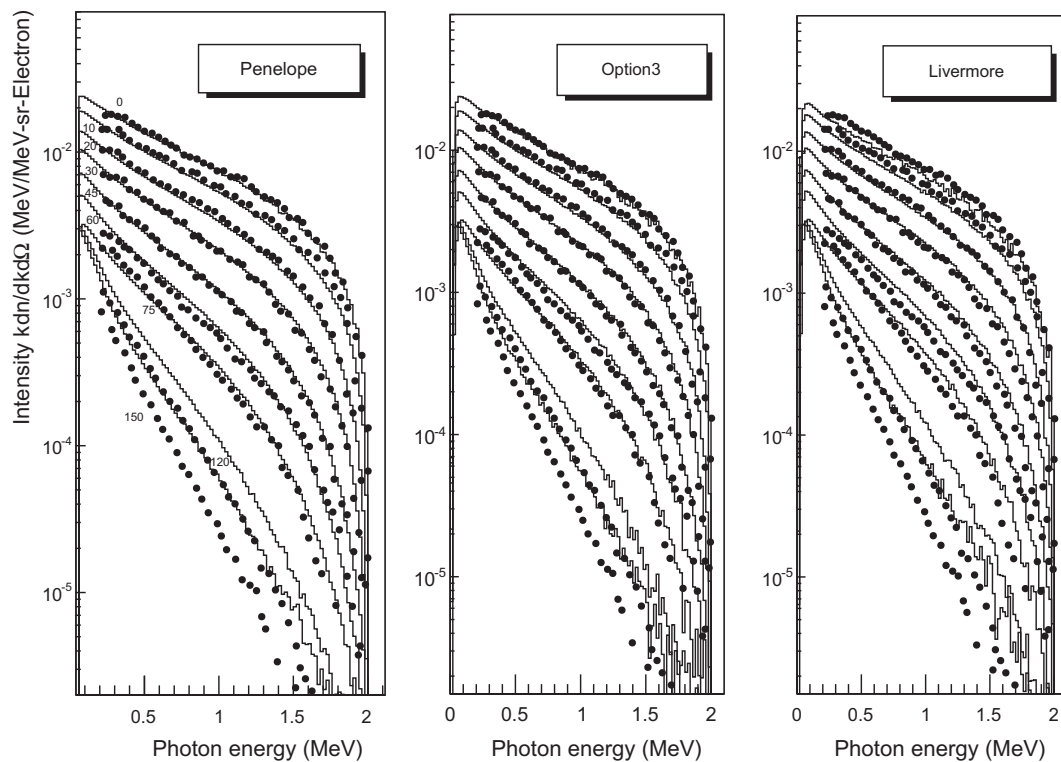 Penelope
Option3
Livermore
Intensity kdn/dkdΩ (MeV/MeV-sr-Electron)
10-2
10-3
10-4
10-5
0
10
20
30
45
60
75
120
150
0.5 1 1.5 2
Photon energy (MeV)
10-2
10-3
10-4
10-5
0 0.5 1 1.5 2
Photon energy (MeV)
10-2
10-3
10-4
10-5
0 0.5 1 1.5 2
Photon energy (MeV)